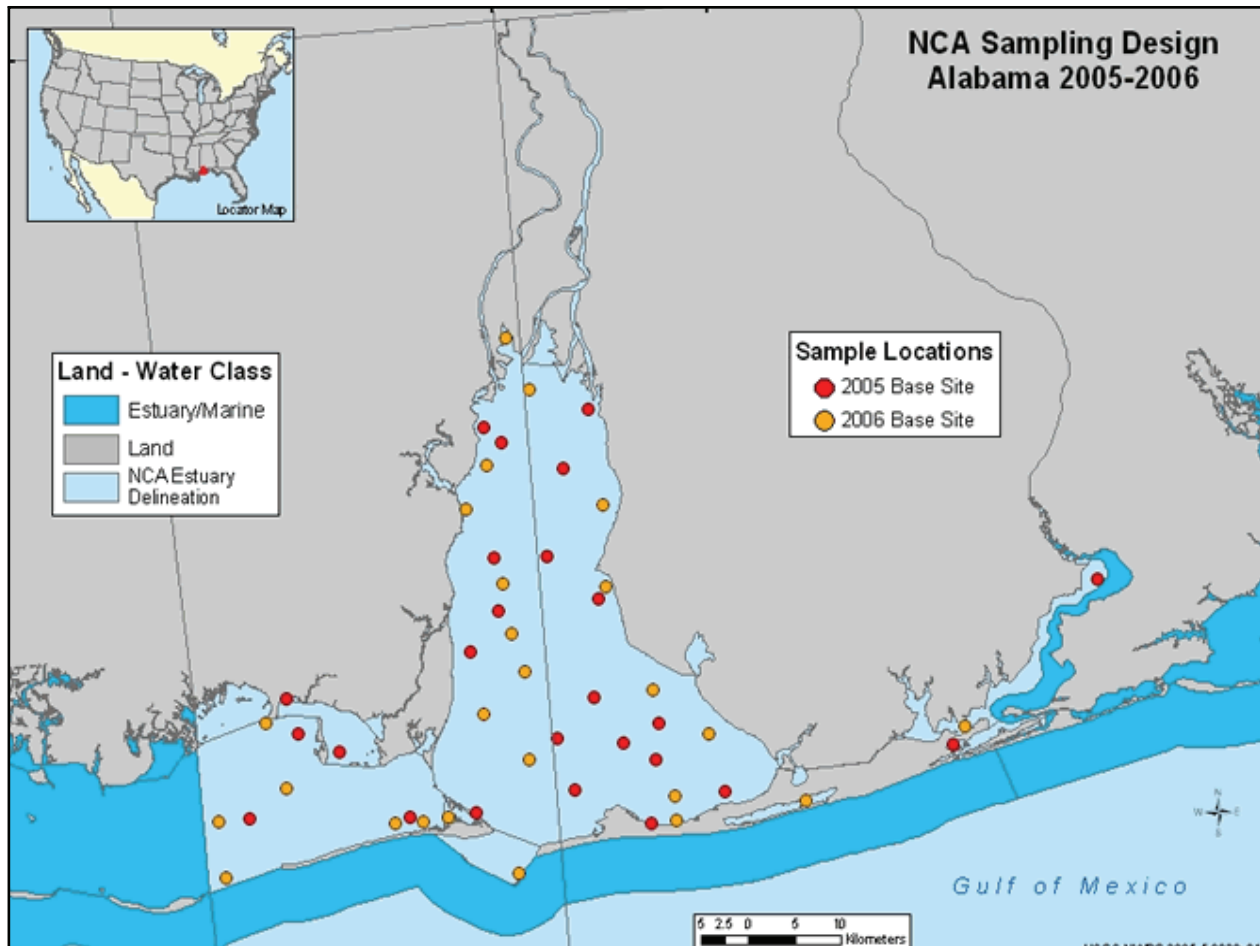 NCA Sampling Design
Alabama 2005-2006
Locator Map
Land - Water Class
Estuary/Marine
Land
NCA Estuary
Delineation
Sample Locations
2005 Base Site
2006 Base Site
N
W E
S
Gulf of Mexico
5 2.5 0 5 10
Kilometers